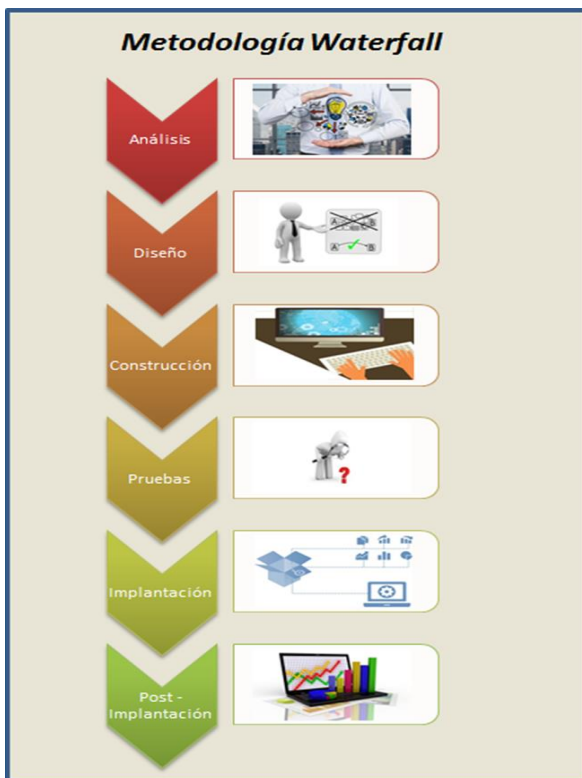 Metodología Waterfall
Análisis
Diseño
A B
A B
Construcción
Pruebas
?
Implantación
Post -
Implantación